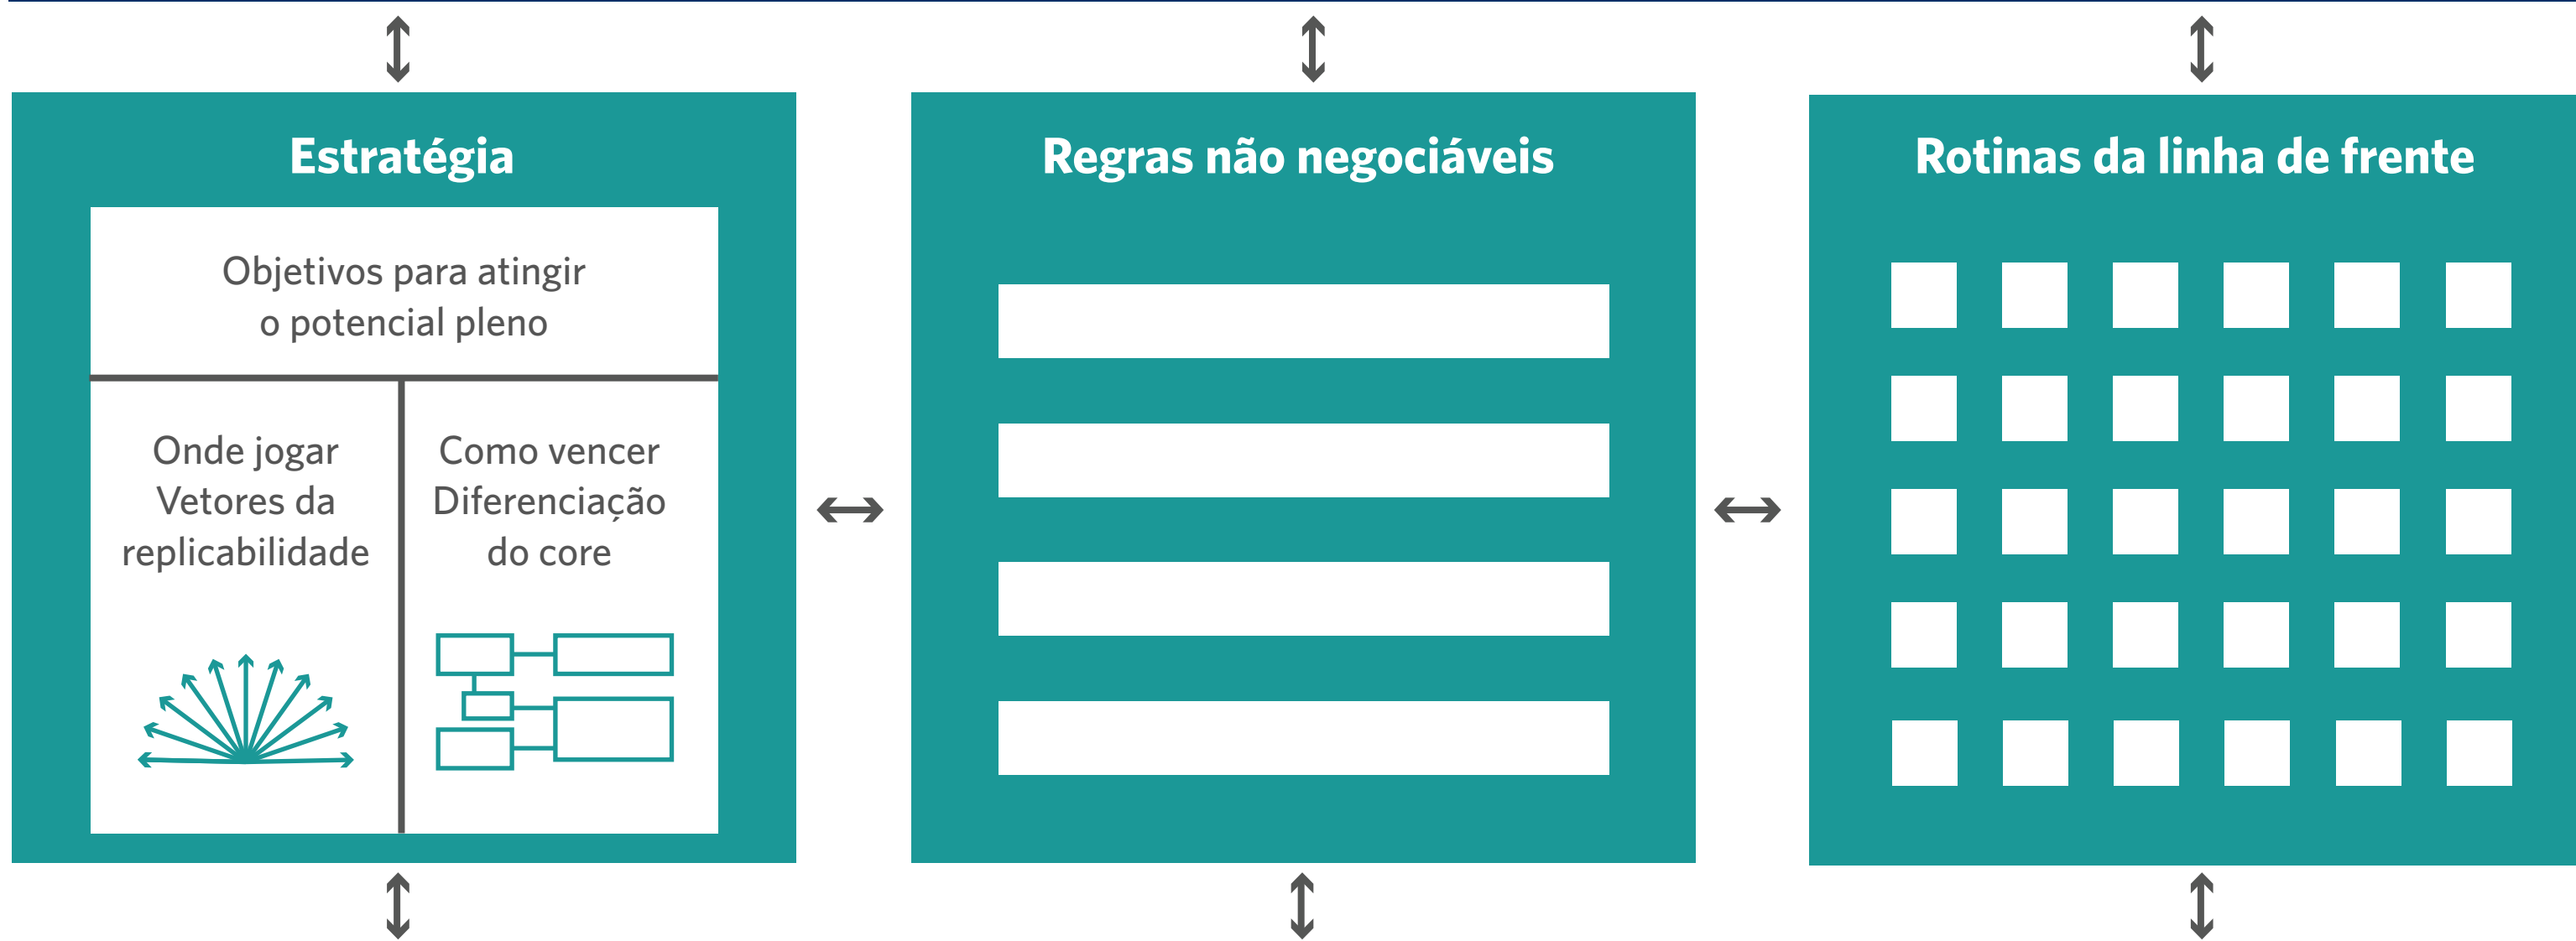 Estratégia
Objetivos para atingir
o potencial pleno
Onde jogar
Vetores da
replicabilidade
Como vencer
Diferenciação
do core
Regras não negociáveis
Rotinas da linha de frente